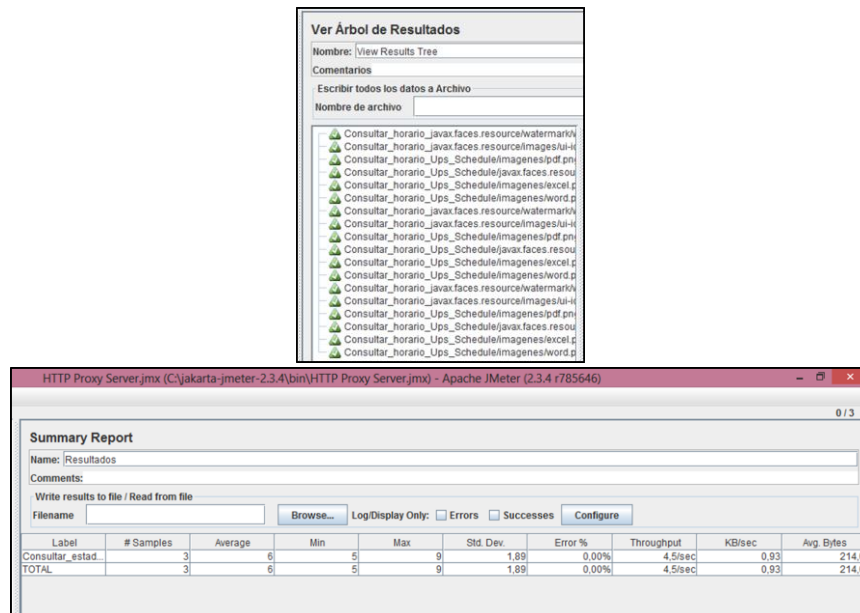 Ver Árbol de Resultados
Nombre: View Results Tree
Comentarios
Escribir todos los datos a Archivo
Nombre de archivo
Consultar_horario_javax.faces.resource/watermark/v
Consultar_horario_javax.faces.resource/images/ui-ic
Consultar_horario_Ups_Schedule/imagenes/pdf.pn
Consultar_horario_Ups_Schedule/javax.faces.resou
Consultar_horario_Ups_Schedule/imagenes/excel.p
Consultar_horario_Ups_Schedule/imagenes/word.p
Consultar_horario_javax.faces.resource/watermark/v
Consultar_horario_javax.faces.resource/images/ui-ic
Consultar_horario_Ups_Schedule/imagenes/pdf.pn
Consultar_horario_Ups_Schedule/javax.faces.resou
Consultar_horario_Ups_Schedule/imagenes/excel.p
Consultar_horario_Ups_Schedule/imagenes/word.p
Consultar_horario_javax.faces.resource/watermark/v
Consultar_horario_javax.faces.resource/images/ui-ic
Consultar_horario_Ups_Schedule/imagenes/pdf.pn
Consultar_horario_Ups_Schedule/javax.faces.resou
Consultar_horario_Ups_Schedule/imagenes/excel.p
Consultar_horario_Ups_Schedule/imagenes/word.p
HTTP Proxy Server.jmx (C:\jakarta-jmeter-2.3.4\bin\HTTP Proxy Server.jmx) - Apache JMeter (2.3.4 r785646)
0 / 3
Summary Report
Name: Resultados
Comments:
Write results to file / Read from file
Filename Browse... Log/Display Only: Errors Successes Configure
Label # Samples Average Min Max Std. Dev. Error % Throughput KB/sec Avg. Bytes
Consultar_estad... 3 6 5 9 1,89 0,00% 4,5/sec 0,93 214,
TOTAL 3 6 5 9 1,89 0,00% 4,5/sec 0,93 214,